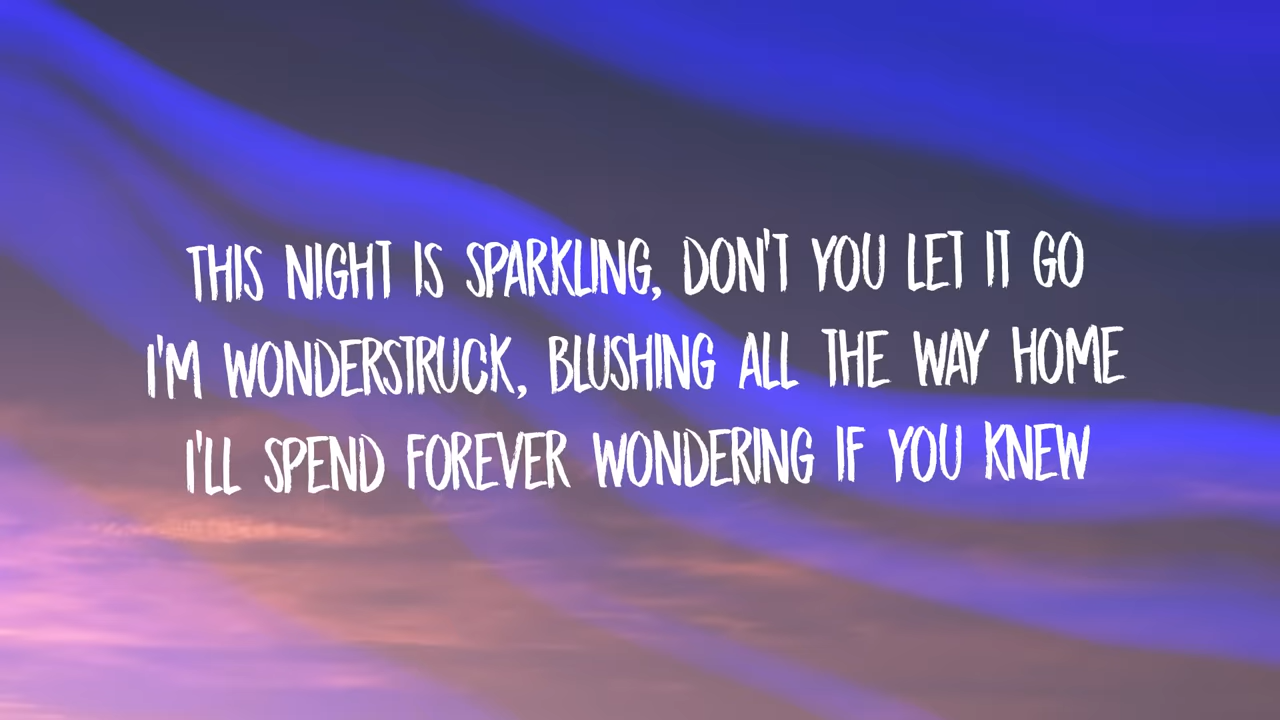 THIS NIGHT IS SPARKLING, DON'T YOU LET IT GO
I'M WONDERSTRUCK, BLUSHING ALL THE WAY HOME
I'LL SPEND FOREVER WONDERING IF YOU KNEW